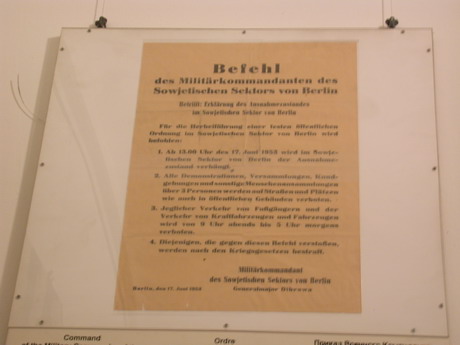 Befehl
des Militärkommandanten des
Sowjetischen Sektors von Berlin
Betrifft: Erklärung des Ausnahmezustandes
im Sowjetischen Sektor von Berlin
Für die Herbeiführung einer festen öffentlichen
Ordnung im Sowjetischen Sektor von Berlin wird
befohlen:
1. Ab 13.00 Uhr des 17. Juni 1953 wird im Sowje-
tischen Sektor von Berlin der Ausnahme-
zustand verhängt.
2. Alle Demonstrationen, Versammlungen, Kund-
gebungen und sonstige Menschenansammlungen
über 3 Personen werden auf Straßen und Plätzen
wie auch in öffentlichen Gebäuden verboten.
3. Jeglicher Verkehr von Fußgängern und der
Verkehr von Kraftfahrzeugen und Fahrzeugen
wird von 9 Uhr abends bis 5 Uhr morgens
verboten.
4. Diejenigen, die gegen diesen Befehl verstoßen,
werden nach den Kriegsgesetzen bestraft.
Militärkommandant
des Sowjetischen Sektors von Berlin
Berlin, den 17. Juni 1953 Generalmajor Dibrowa
Command Ordre Приказ Военного